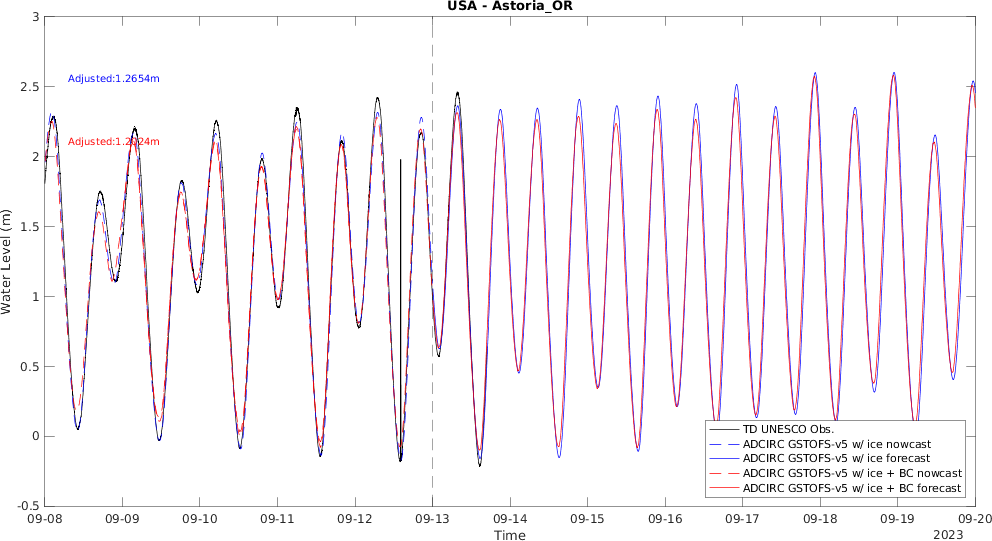 USA - Astoria_OR
3
2.5
2
1.5
1
0.5
0
-0.5
Water Level (m)
Adjusted:1.2654m
Adjusted:1.2024m
TD UNESCO Obs.
ADCIRC GSTOFS-v5 w/ ice nowcast
ADCIRC GSTOFS-v5 w/ ice forecast
ADCIRC GSTOFS-v5 w/ ice + BC nowcast
ADCIRC GSTOFS-v5 w/ ice + BC forecast
09-08 09-09 09-10 09-11 09-12 09-13 09-14 09-15 09-16 09-17 09-18 09-19 09-20
Time
2023